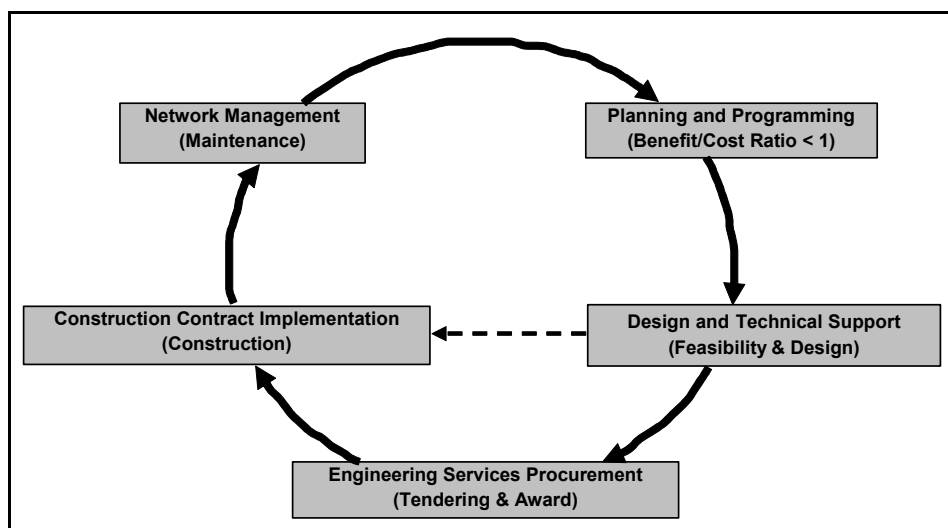 Network Management
(Maintenance)
Planning and Programming
(Benefit/Cost Ratio < 1)
Construction Contract Implementation
(Construction)
Design and Technical Support
(Feasibility & Design)
Engineering Services Procurement
(Tendering & Award)